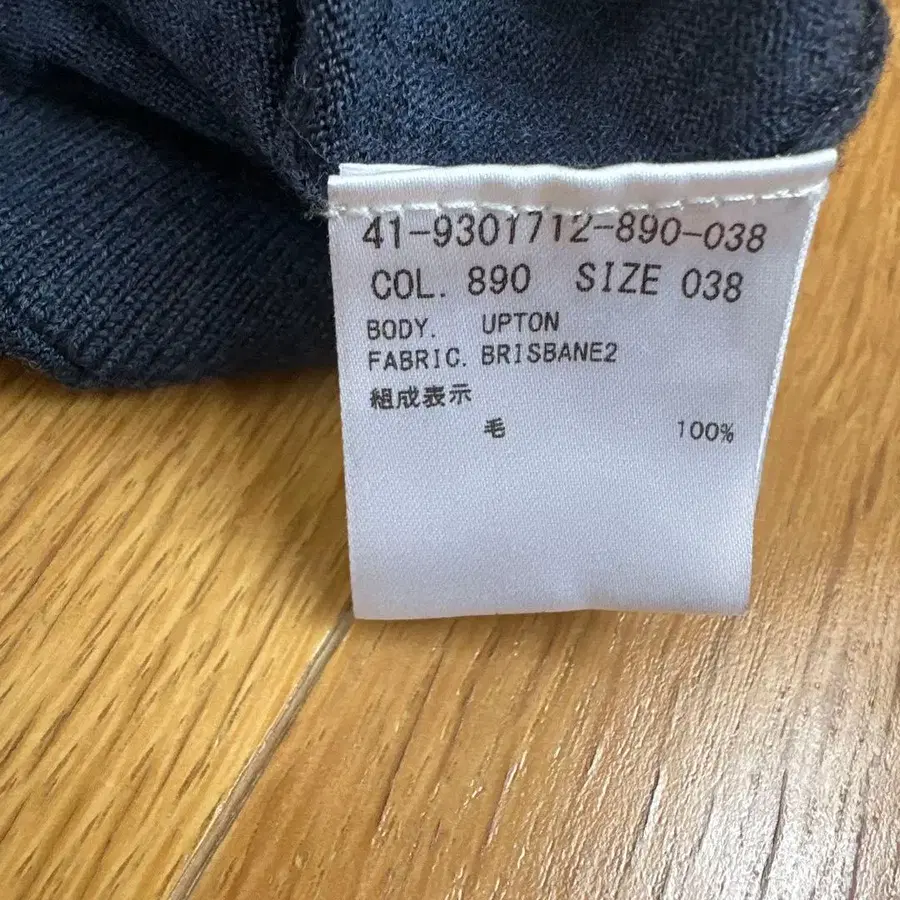 41-9301712-890-038
COL. 890 SIZE 038
BODY. UPTON
FABRIC. BRISBANE2
組成表示
毛 100%